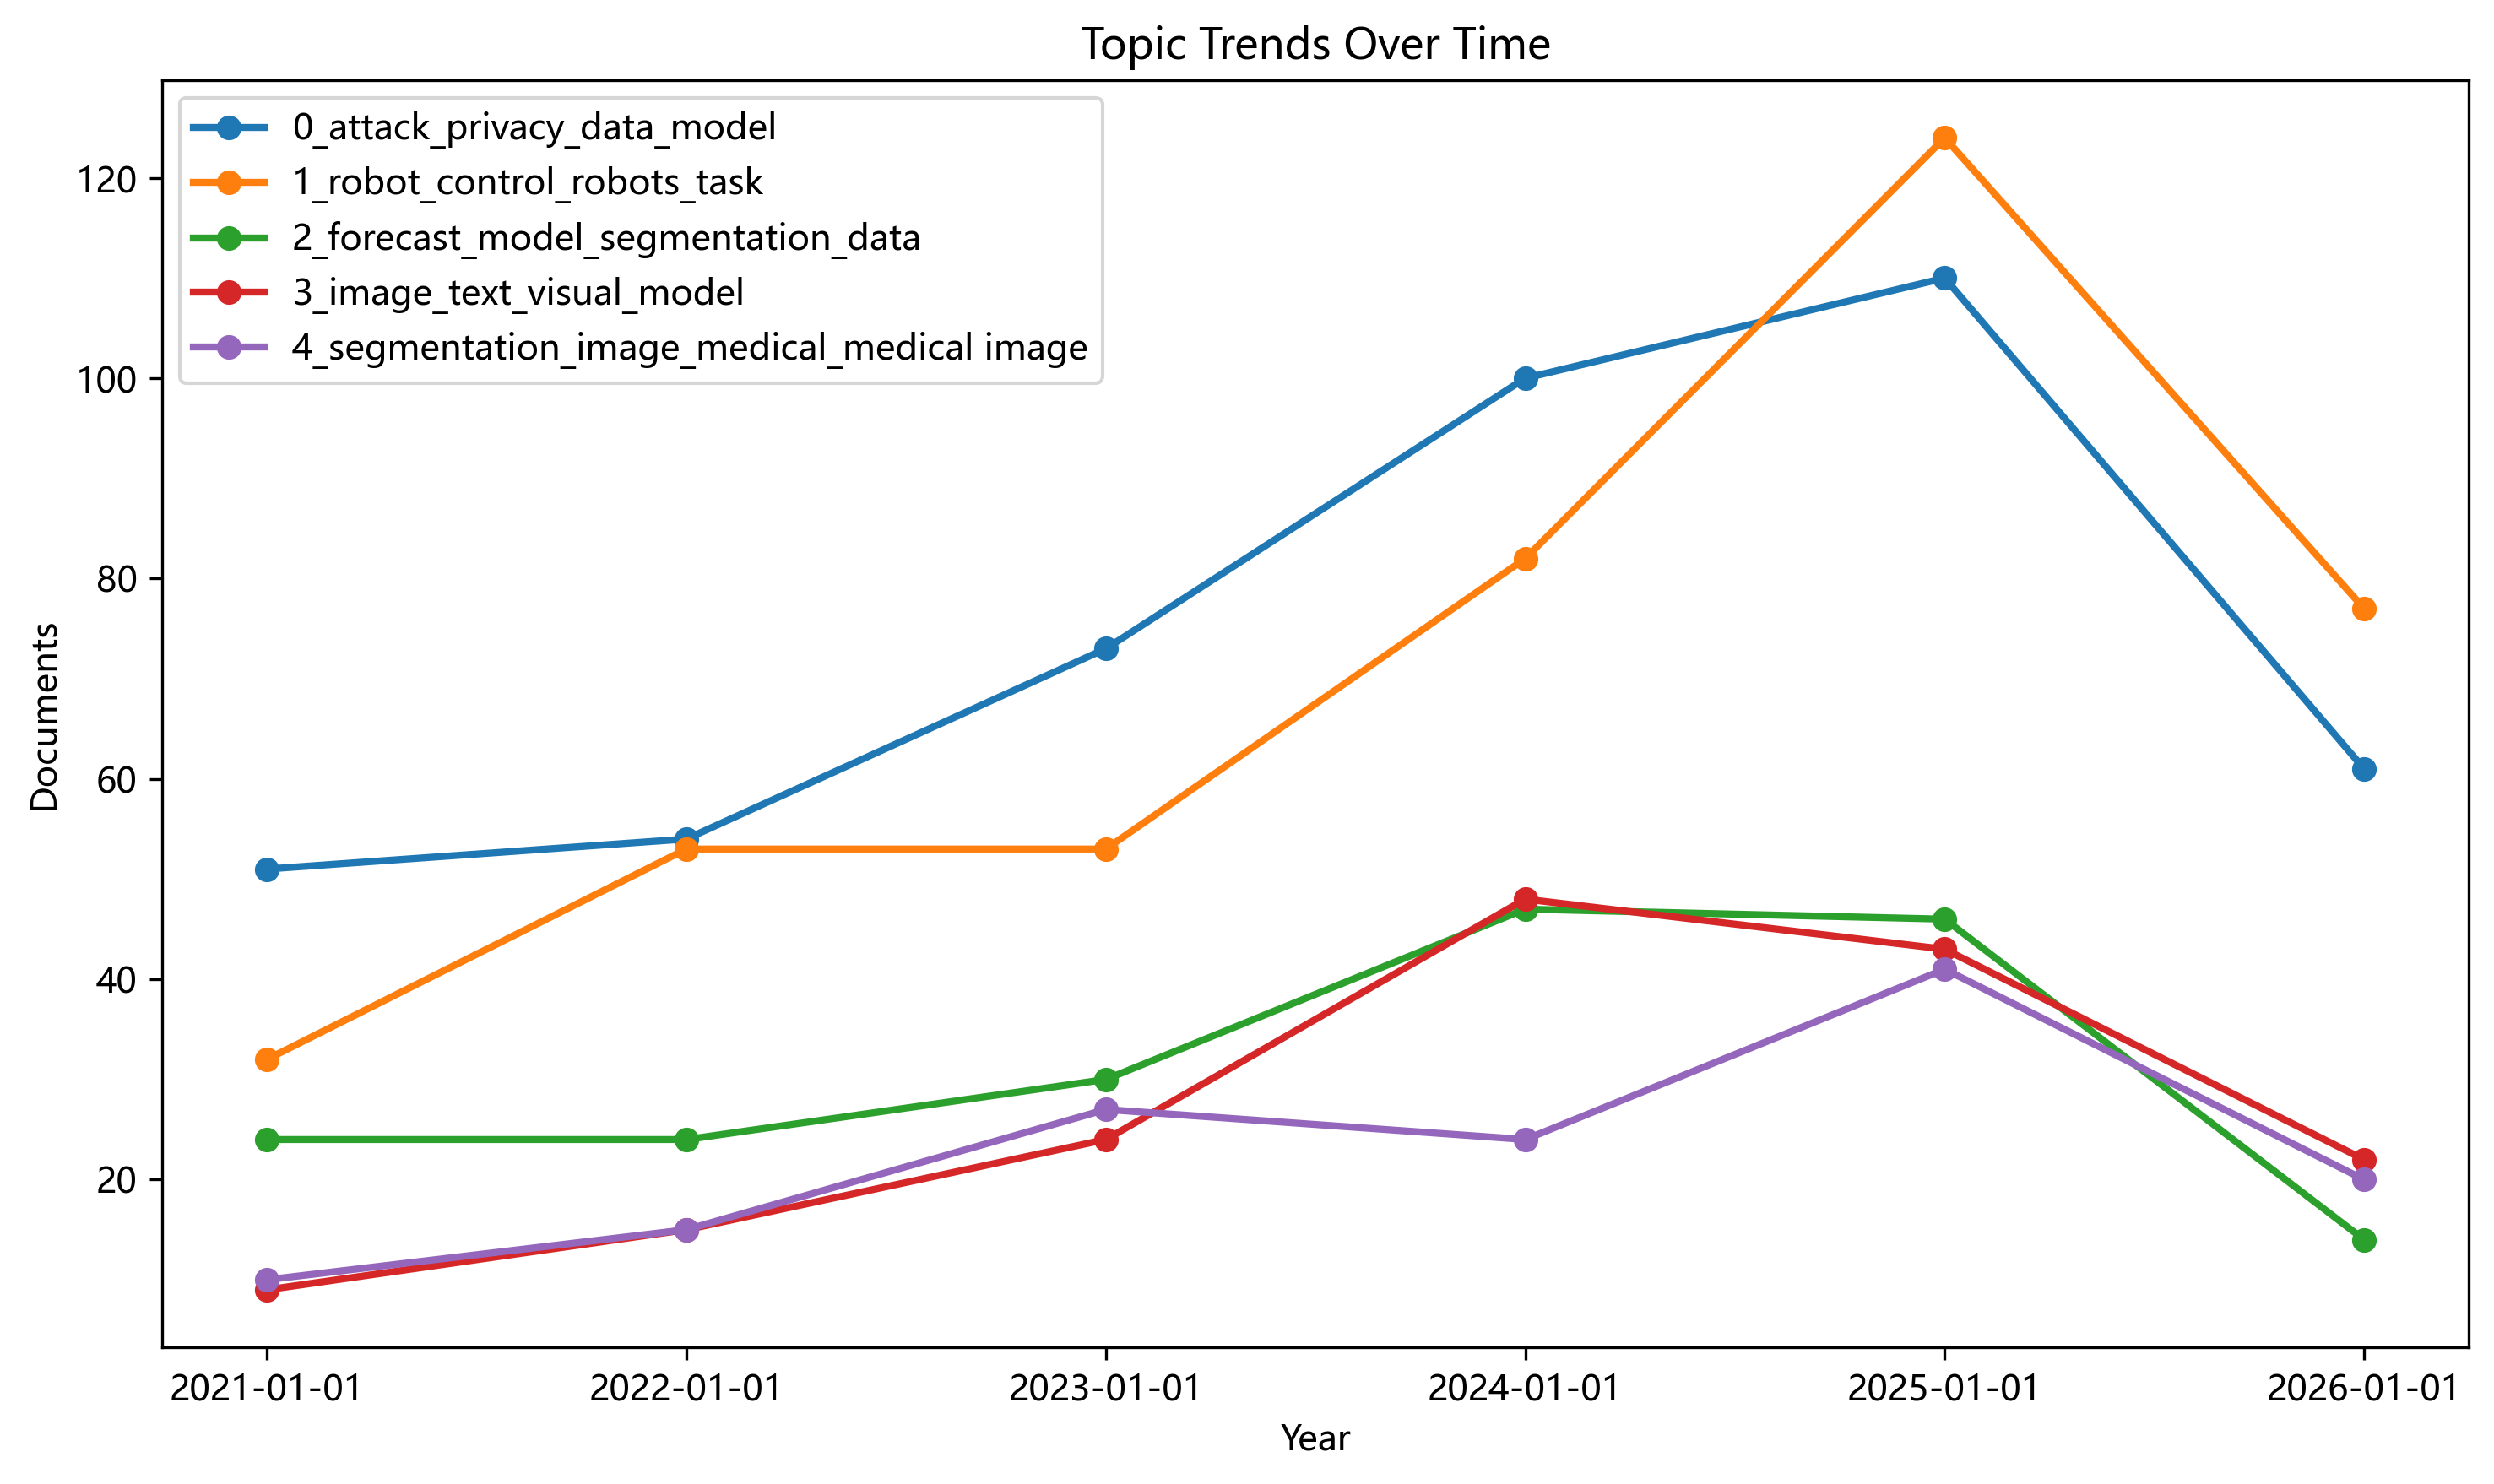 Topic Trends Over Time
0_attack_privacy_data_model
1_robot_control_robots_task
2_forecast_model_segmentation_data
3_image_text_visual_model
4_segmentation_image_medical_medical image
120
100
80
60
40
20
Documents
2021-01-01 2022-01-01 2023-01-01 2024-01-01 2025-01-01 2026-01-01
Year